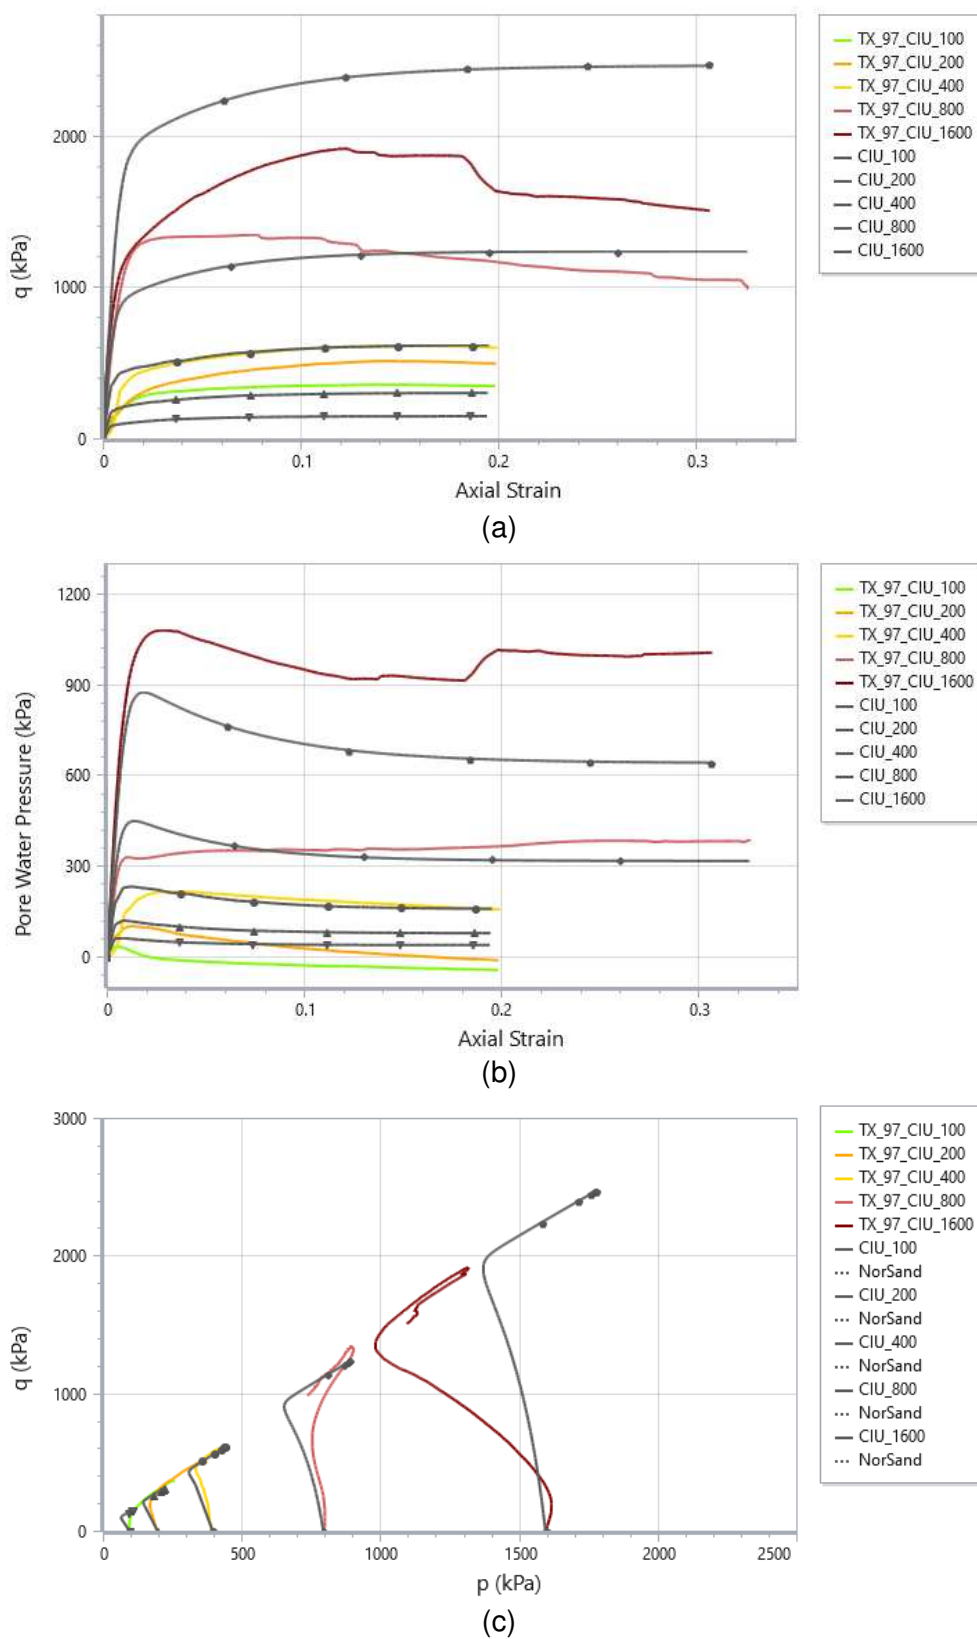 q (kPa)
2000
1000
0
0
0.1
0.2
0.3
Axial Strain
TX_97_CIU_100
TX_97_CIU_200
TX_97_CIU_400
TX_97_CIU_800
TX_97_CIU_1600
CIU_100
CIU_200
CIU_400
CIU_800
CIU_1600
(a)
Pore Water Pressure (kPa)
1200
900
600
300
0
0
0.1
0.2
0.3
Axial Strain
TX_97_CIU_100
TX_97_CIU_200
TX_97_CIU_400
TX_97_CIU_800
TX_97_CIU_1600
CIU_100
CIU_200
CIU_400
CIU_800
CIU_1600
(b)
q (kPa)
3000
2000
1000
0
0
500
1000
1500
2000
2500
p (kPa)
TX_97_CIU_100
TX_97_CIU_200
TX_97_CIU_400
TX_97_CIU_800
TX_97_CIU_1600
CIU_100
NorSand
CIU_200
NorSand
CIU_400
NorSand
CIU_800
NorSand
CIU_1600
NorSand
(c)